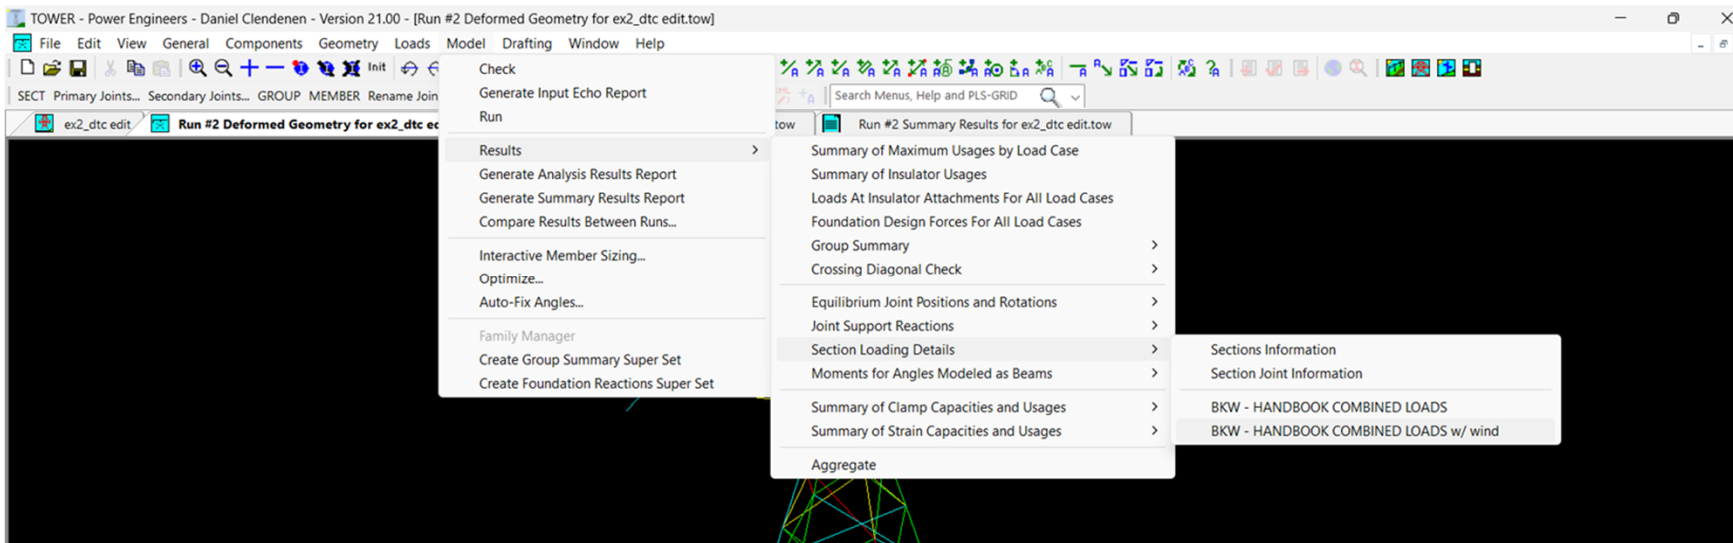 TOWER - Power Engineers - Daniel Clendenen - Version 21.00 - [Run #2 Deformed Geometry for ex2_dtc edit.tow]
File Edit View General Components Geometry Loads Model Drafting Window Help
Init
SECT Primary Joints... Secondary Joints... GROUP MEMBER Rename Join
Search Menus, Help and PLS-GRID
ex2_dtc edit
Run #2 Deformed Geometry for ex2_dtc e
tow
Run #2 Summary Results for ex2_dtc edit.tow
Check
Generate Input Echo Report
Run
Results
Generate Analysis Results Report
Generate Summary Results Report
Compare Results Between Runs...
Interactive Member Sizing...
Optimize...
Auto-Fix Angles...
Family Manager
Create Group Summary Super Set
Create Foundation Reactions Super Set
Summary of Maximum Usages by Load Case
Summary of Insulator Usages
Loads At Insulator Attachments For All Load Cases
Foundation Design Forces For All Load Cases
Group Summary
Crossing Diagonal Check
Equilibrium Joint Positions and Rotations
Joint Support Reactions
Section Loading Details
Moments for Angles Modeled as Beams
Summary of Clamp Capacities and Usages
Summary of Strain Capacities and Usages
Aggregate
Sections Information
Section Joint Information
BKW - HANDBOOK COMBINED LOADS
BKW - HANDBOOK COMBINED LOADS w/ wind